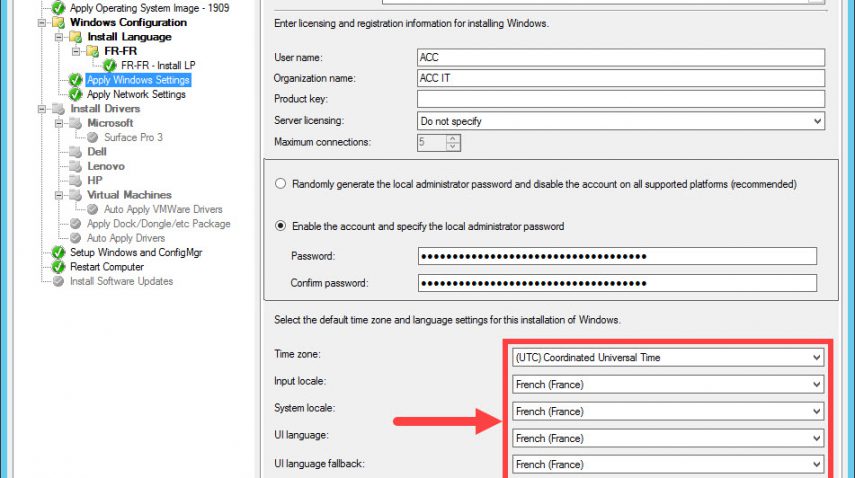 Apply Operating System Image - 1909
Windows Configuration
Install Language
FR-FR
FR-FR - Install LP
Apply Windows Settings
Apply Network Settings
Install Drivers
Microsoft
Surface Pro 3
Dell
Lenovo
HP
Virtual Machines
Auto Apply VMWare Drivers
Apply Dock/Dongle/etc Package
Auto Apply Drivers
Setup Windows and ConfigMgr
Restart Computer
Install Software Updates
Enter licensing and registration information for installing Windows.
User name: ACC
Organization name: ACC IT
Product key:
Server licensing: Do not specify
Maximum connections: 5
Randomly generate the local administrator password and disable the account on all supported platforms (recommended)
Enable the account and specify the local administrator password
Password:
Confirm password:
Select the default time zone and language settings for this installation of Windows.
Time zone: (UTC) Coordinated Universal Time
Input locale: French (France)
System locale: French (France)
UI language: French (France)
UI language fallback: French (France)